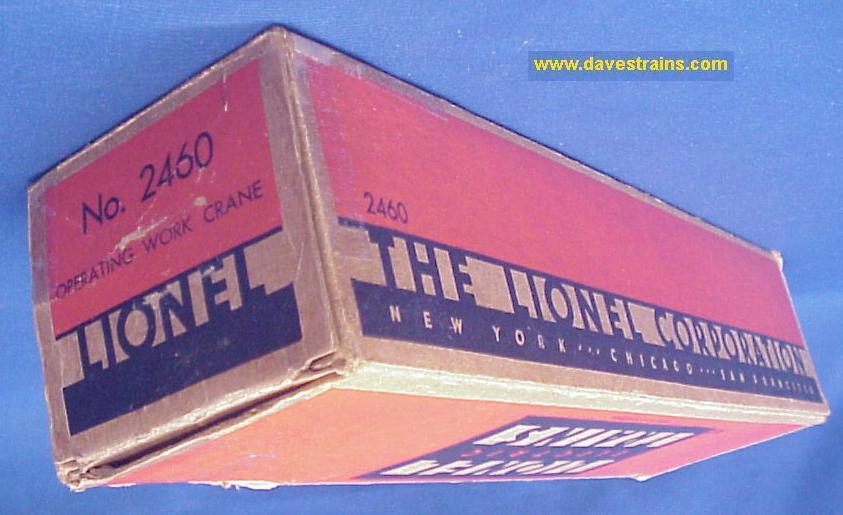 www.davestrains.com
No. 2460
OPERATING WORK CRANE
LIONEL
2460
THE LIONEL CORPORATION
NEW YORK ··· CHICAGO ··· SAN FRANCISCO